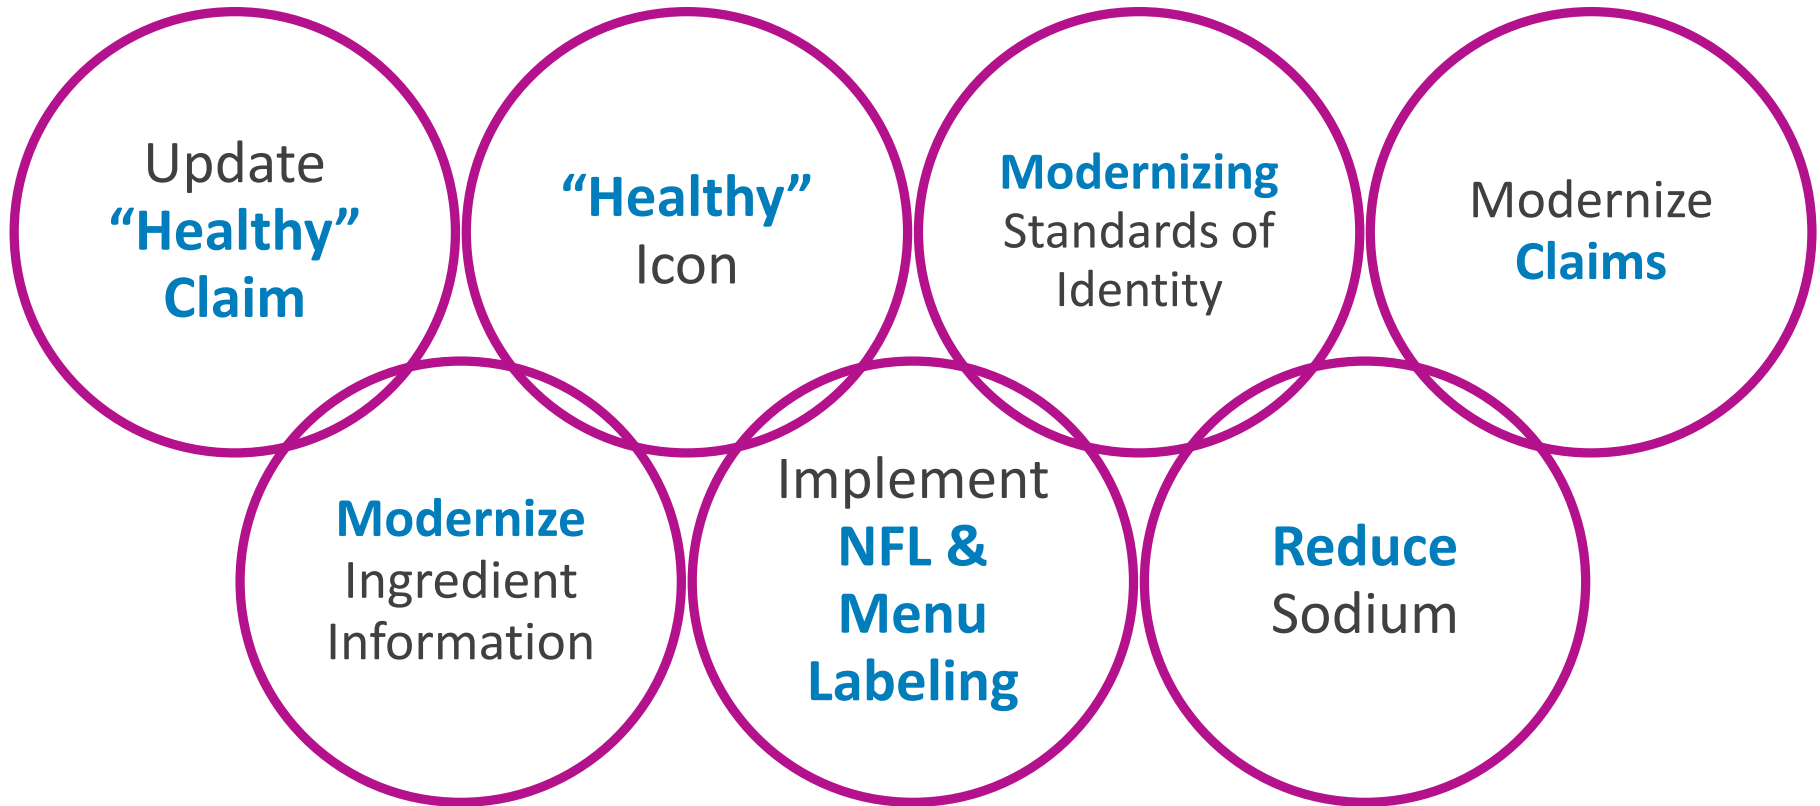 Update
“Healthy”
Claim
“Healthy”
Icon
Modernizing
Standards of
Identity
Modernize
Claims
Modernize
Ingredient
Information
Implement
NFL &
Menu
Labeling
Reduce
Sodium